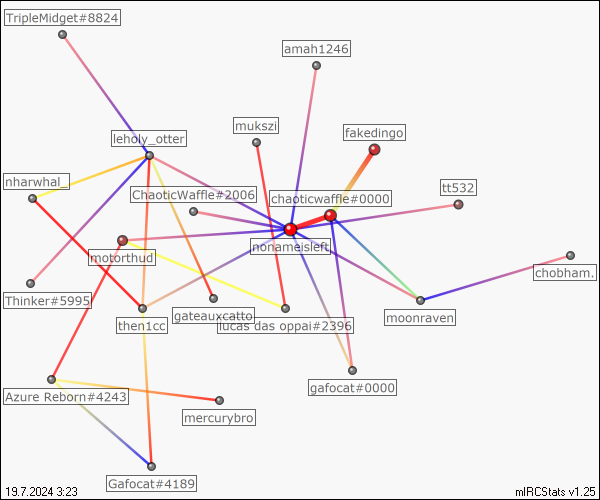 TripleMidget#8824
amah1246
mukszi
fakedingo
leholy_otter
nharwhal_
ChaoticWaffle#2006
chaoticwaffle#0000
tt532
nonameisleft
motorthud
chobham.
Thinker#5995
then1cc
gateauxcatto
lucas das oppai#2396
moonraven
gafocat#0000
Azure Reborn#4243
mercurybro
Gafocat#4189
19.7.2024 3:23
mIRCStats v1.25